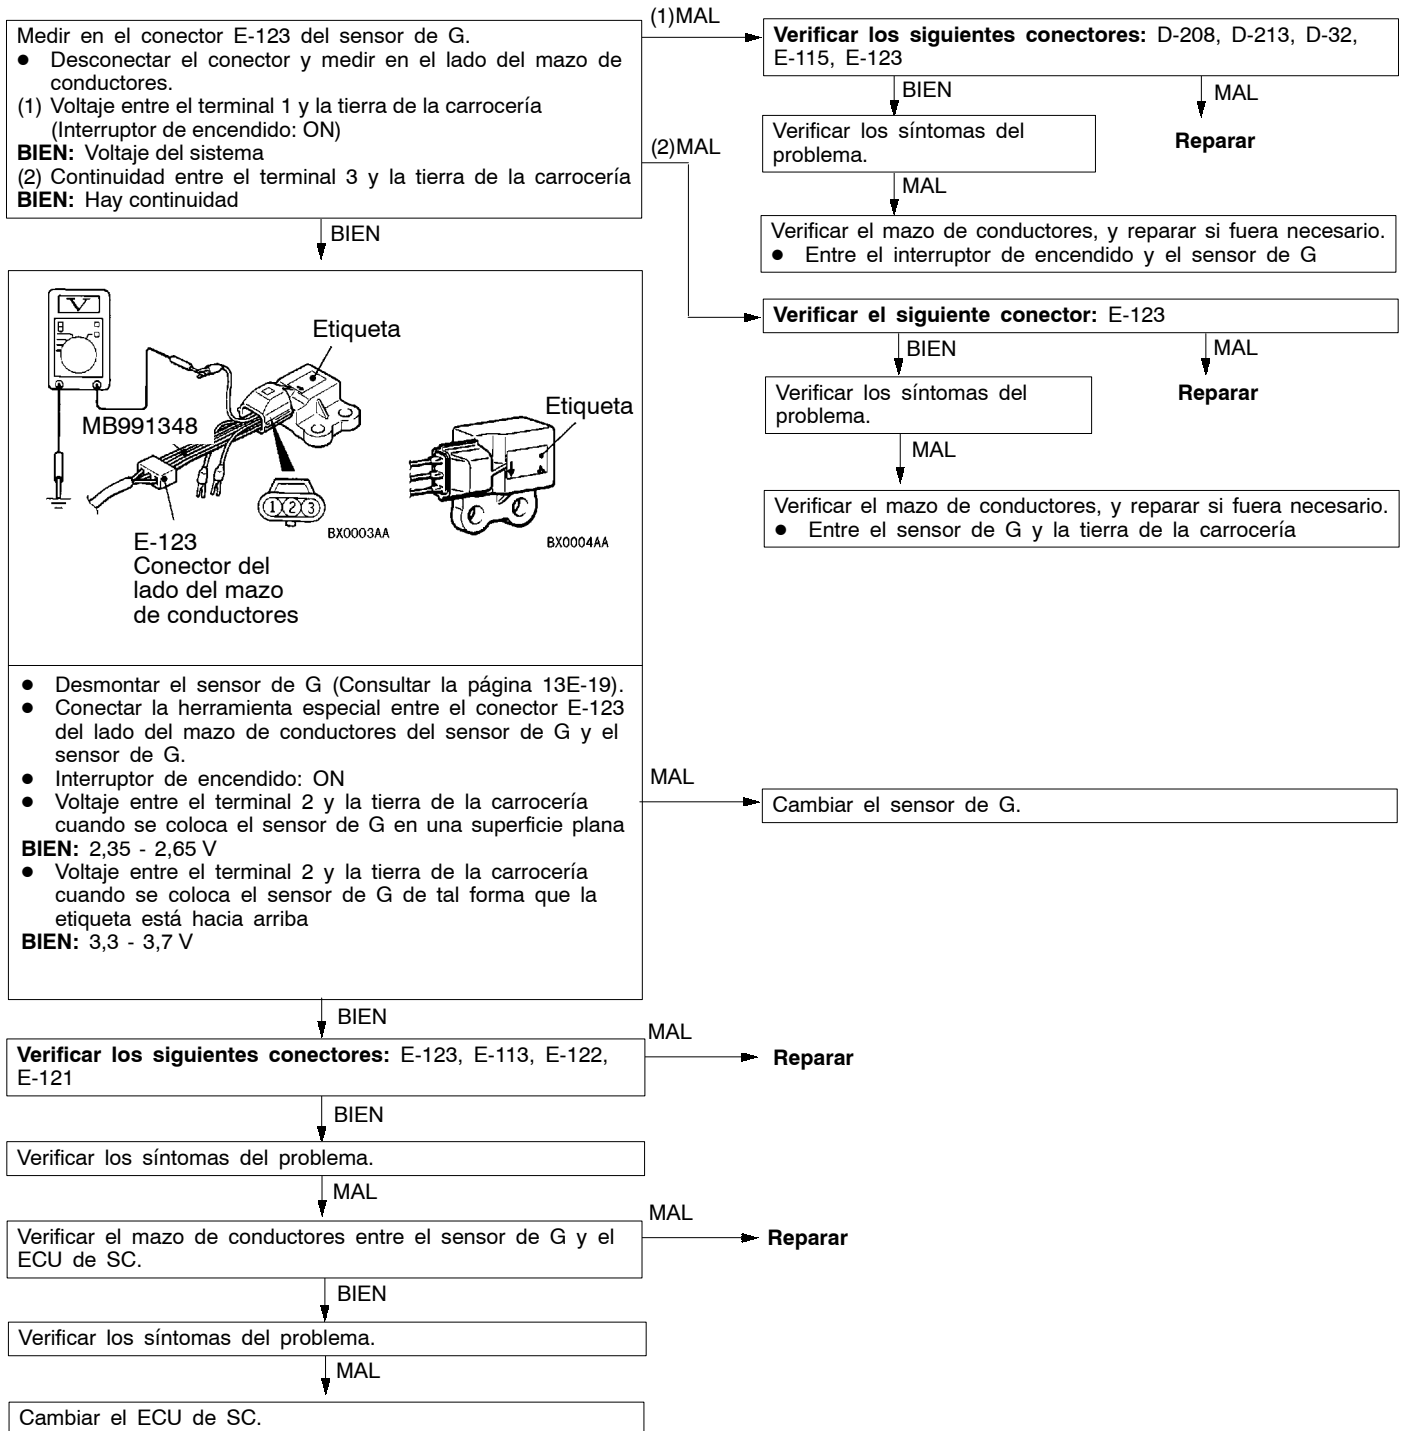 Medir en el conector E-123 del sensor de G.
● Desconectar el conector y medir en el lado del mazo de
conductores.
(1) Voltaje entre el terminal 1 y la tierra de la carrocería
(Interruptor de encendido: ON)
BIEN: Voltaje del sistema
(2) Continuidad entre el terminal 3 y la tierra de la carrocería
BIEN: Hay continuidad
(1)MAL
Verificar los siguientes conectores: D-208, D-213, D-32,
E-115, E-123
BIEN
MAL
Verificar los síntomas del
problema.
Reparar
MAL
Verificar el mazo de conductores, y reparar si fuera necesario.
● Entre el interruptor de encendido y el sensor de G
(2)MAL
Verificar el siguiente conector: E-123
BIEN
MAL
Verificar los síntomas del
problema.
Reparar
MAL
Verificar el mazo de conductores, y reparar si fuera necesario.
● Entre el sensor de G y la tierra de la carrocería
BIEN
V
Etiqueta
MB991348
1 2 3
BX0003AA
E-123
Conector del
lado del mazo
de conductores
Etiqueta
BX0004AA
● Desmontar el sensor de G (Consultar la página 13E-19).
● Conectar la herramienta especial entre el conector E-123
del lado del mazo de conductores del sensor de G y el
sensor de G.
● Interruptor de encendido: ON
● Voltaje entre el terminal 2 y la tierra de la carrocería
cuando se coloca el sensor de G en una superficie plana
BIEN: 2,35 - 2,65 V
● Voltaje entre el terminal 2 y la tierra de la carrocería
cuando se coloca el sensor de G de tal forma que la
etiqueta está hacia arriba
BIEN: 3,3 - 3,7 V
MAL
Cambiar el sensor de G.
BIEN
Verificar los siguientes conectores: E-123, E-113, E-122,
E-121
MAL
Reparar
BIEN
Verificar los síntomas del problema.
MAL
Verificar el mazo de conductores entre el sensor de G y el
ECU de SC.
MAL
Reparar
BIEN
Verificar los síntomas del problema.
MAL
Cambiar el ECU de SC.